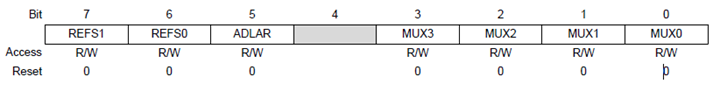 Bit 7 6 5 4 3 2 1 0
REFS1 REFS0 ADLAR MUX3 MUX2 MUX1 MUX0
Access R/W R/W R/W R/W R/W R/W R/W
Reset 0 0 0 0 0 0 0